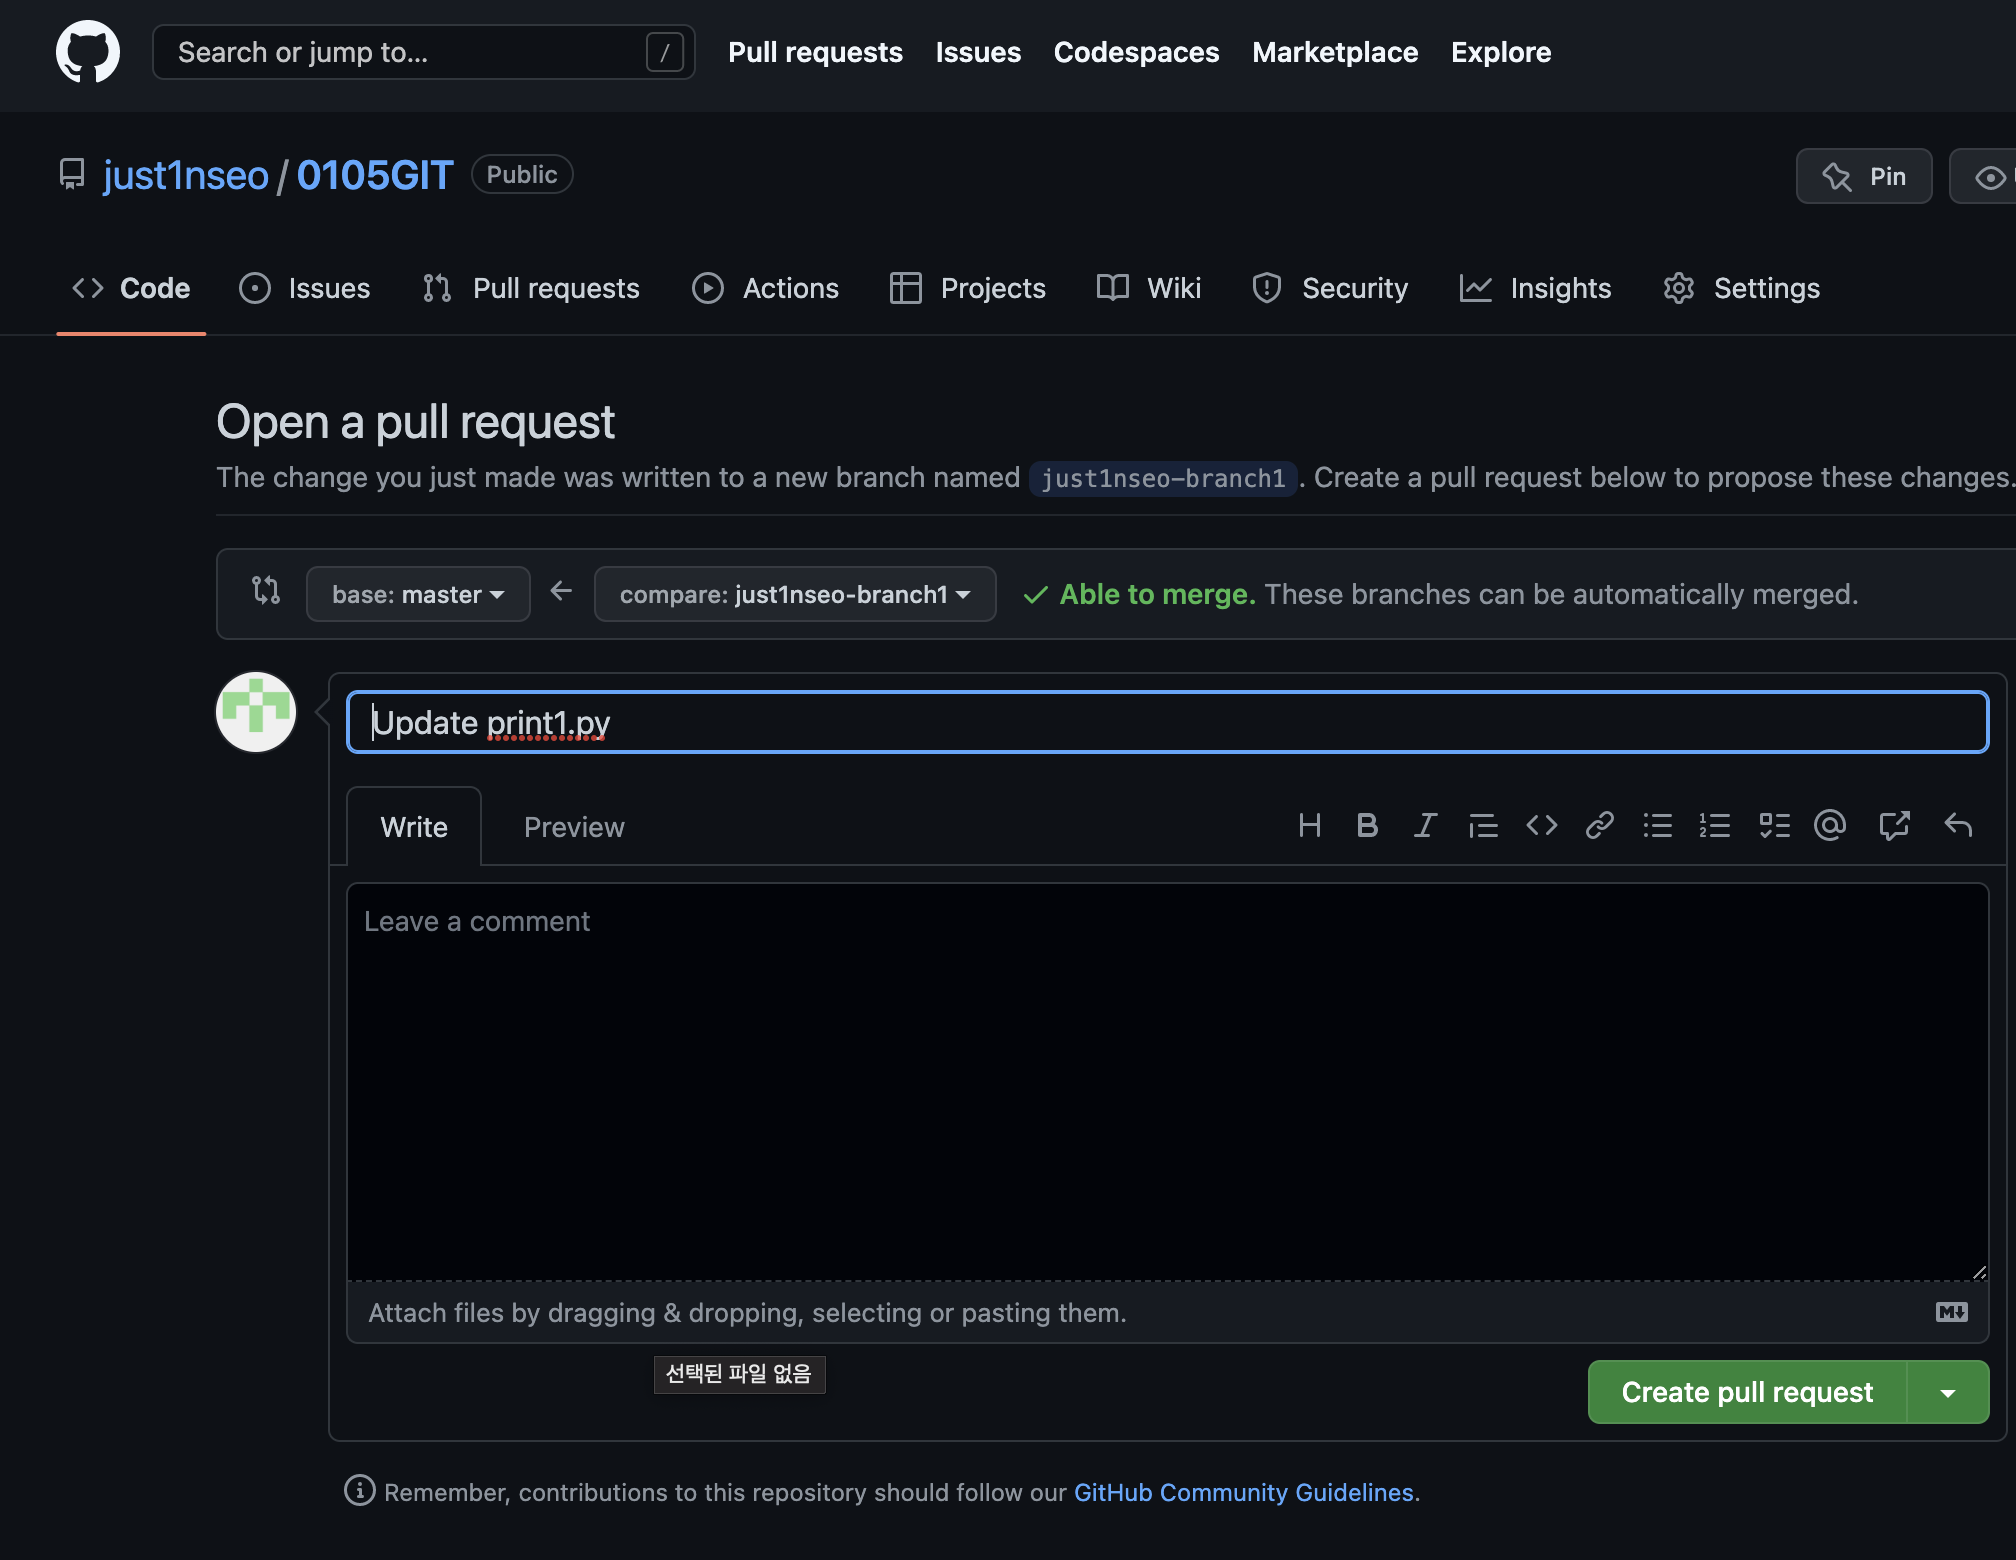 Search or jump to... / Pull requests Issues Codespaces Marketplace Explore
just1nseo / 0105GIT Public Pin
Code Issues Pull requests Actions Projects Wiki Security Insights Settings
Open a pull request
The change you just made was written to a new branch named just1nseo-branch1. Create a pull request below to propose these changes.
base: master compare: just1nseo-branch1 Able to merge. These branches can be automatically merged.
Update print1.py
Write Preview
Leave a comment
Attach files by dragging & dropping, selecting or pasting them.
선택된 파일 없음
Create pull request
Remember, contributions to this repository should follow our GitHub Community Guidelines.